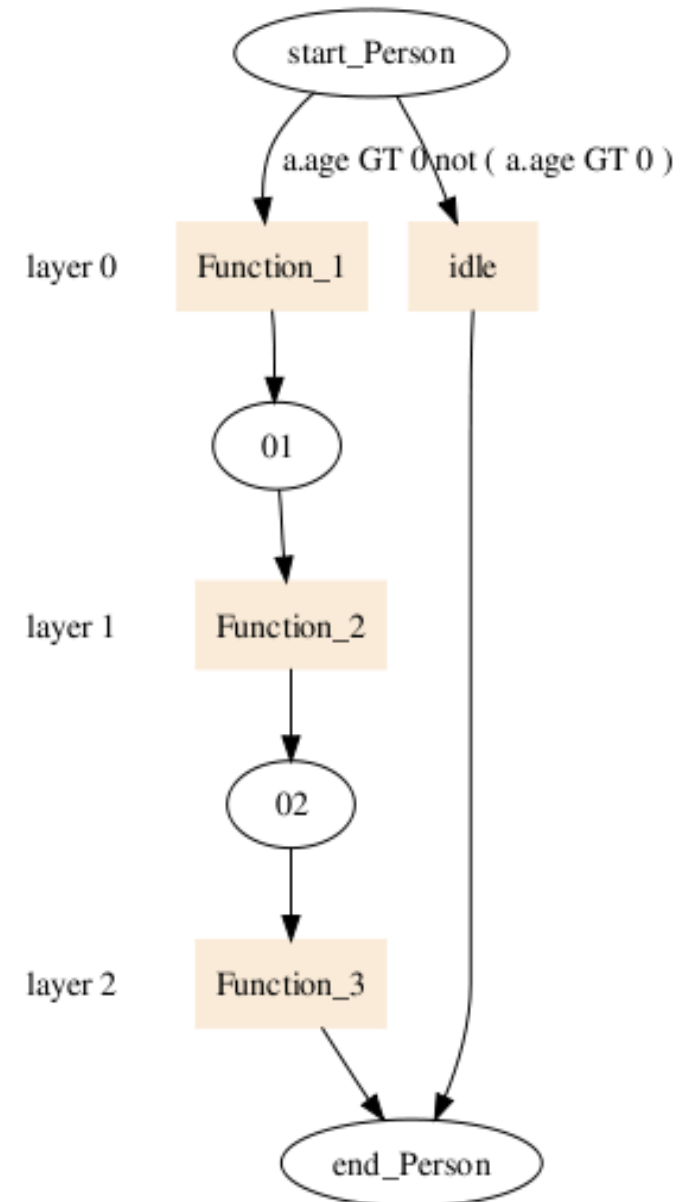 start_Person
a.age GT 0 not ( a.age GT 0 )
layer 0 Function_1 idle
01
layer 1 Function_2
02
layer 2 Function_3
end_Person